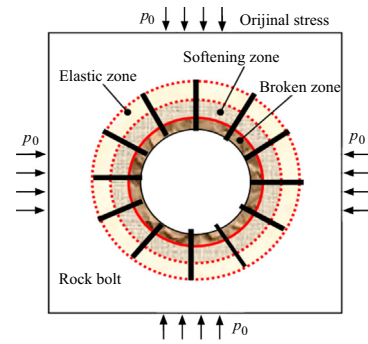 p₀ Orijinal stress
Softening zone
Elastic zone
Broken zone
p₀
p₀
Rock bolt
p₀